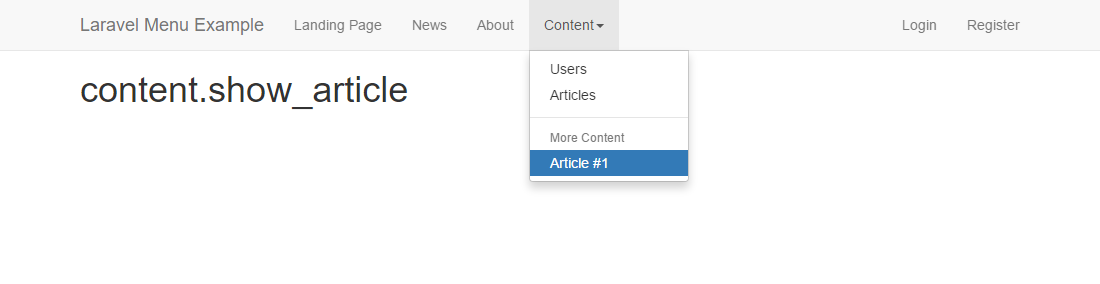 Laravel Menu Example Landing Page News About Content Login Register
content.show_article
Users
Articles
More Content
Article #1